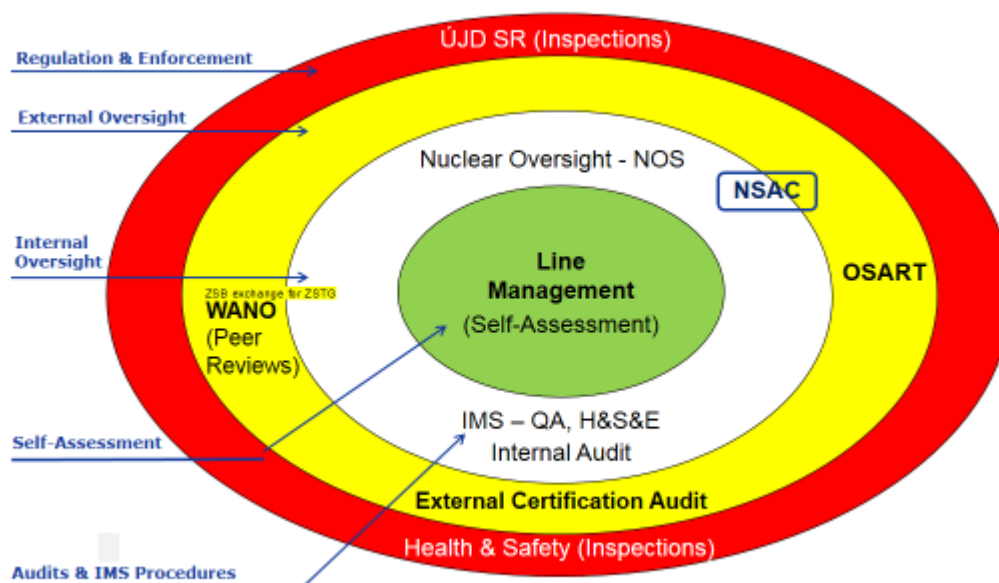 ÚJD SR (Inspections)
Regulation & Enforcement
External Oversight
Nuclear Oversight - NOS
NSAC
Internal
Oversight
Line
Management
(Self-Assessment)
OSART
ZSB exchange for ZSTG
WANO
(Peer
Reviews)
Self-Assessment
IMS – QA, H&S&E
Internal Audit
External Certification Audit
Health & Safety (Inspections)
Audits & IMS Procedures